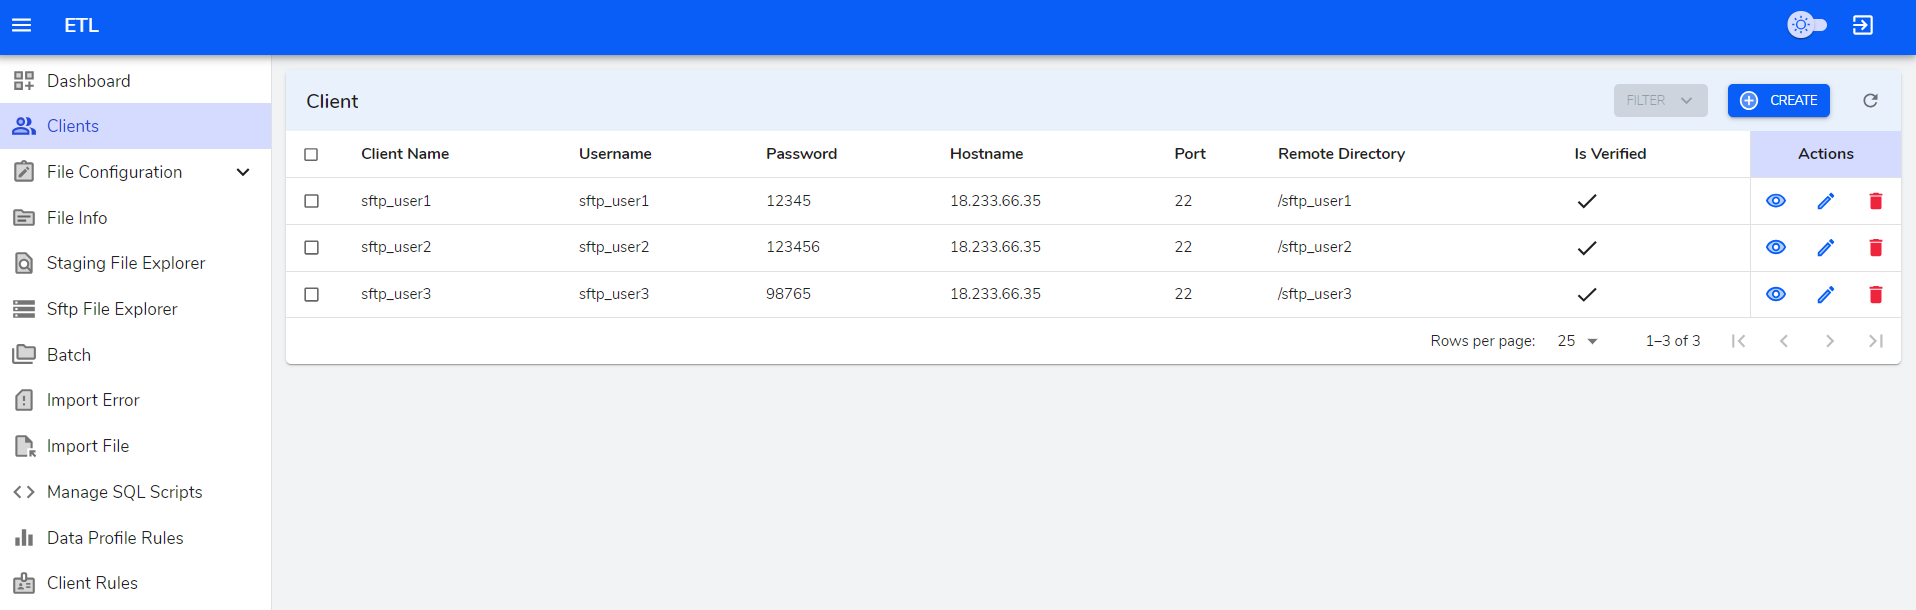 ETL
Dashboard
Clients
File Configuration
File Info
Staging File Explorer
Sftp File Explorer
Batch
Import Error
Import File
Manage SQL Scripts
Data Profile Rules
Client Rules
Client
FILTER
CREATE
Client Name Username Password Hostname Port Remote Directory Is Verified Actions
sftp_user1 sftp_user1 12345 18.233.66.35 22 /sftp_user1
sftp_user2 sftp_user2 123456 18.233.66.35 22 /sftp_user2
sftp_user3 sftp_user3 98765 18.233.66.35 22 /sftp_user3
Rows per page: 25 1–3 of 3